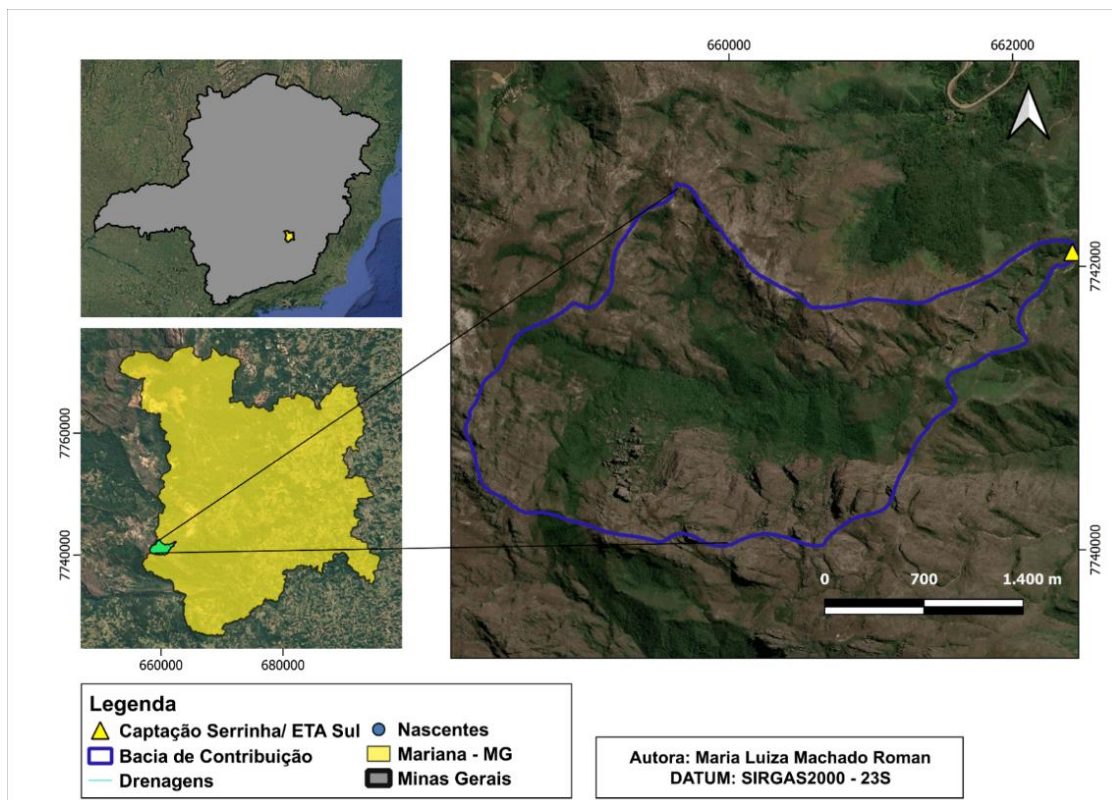 660000
662000
7742000
7740000
0
700
1.400 m
7760000
7740000
660000
680000
Legenda
Captação Serrinha/ ETA Sul
Bacia de Contribuição
Drenagens
Nascentes
Mariana - MG
Minas Gerais
Autora: Maria Luiza Machado Roman
DATUM: SIRGAS2000 - 23S